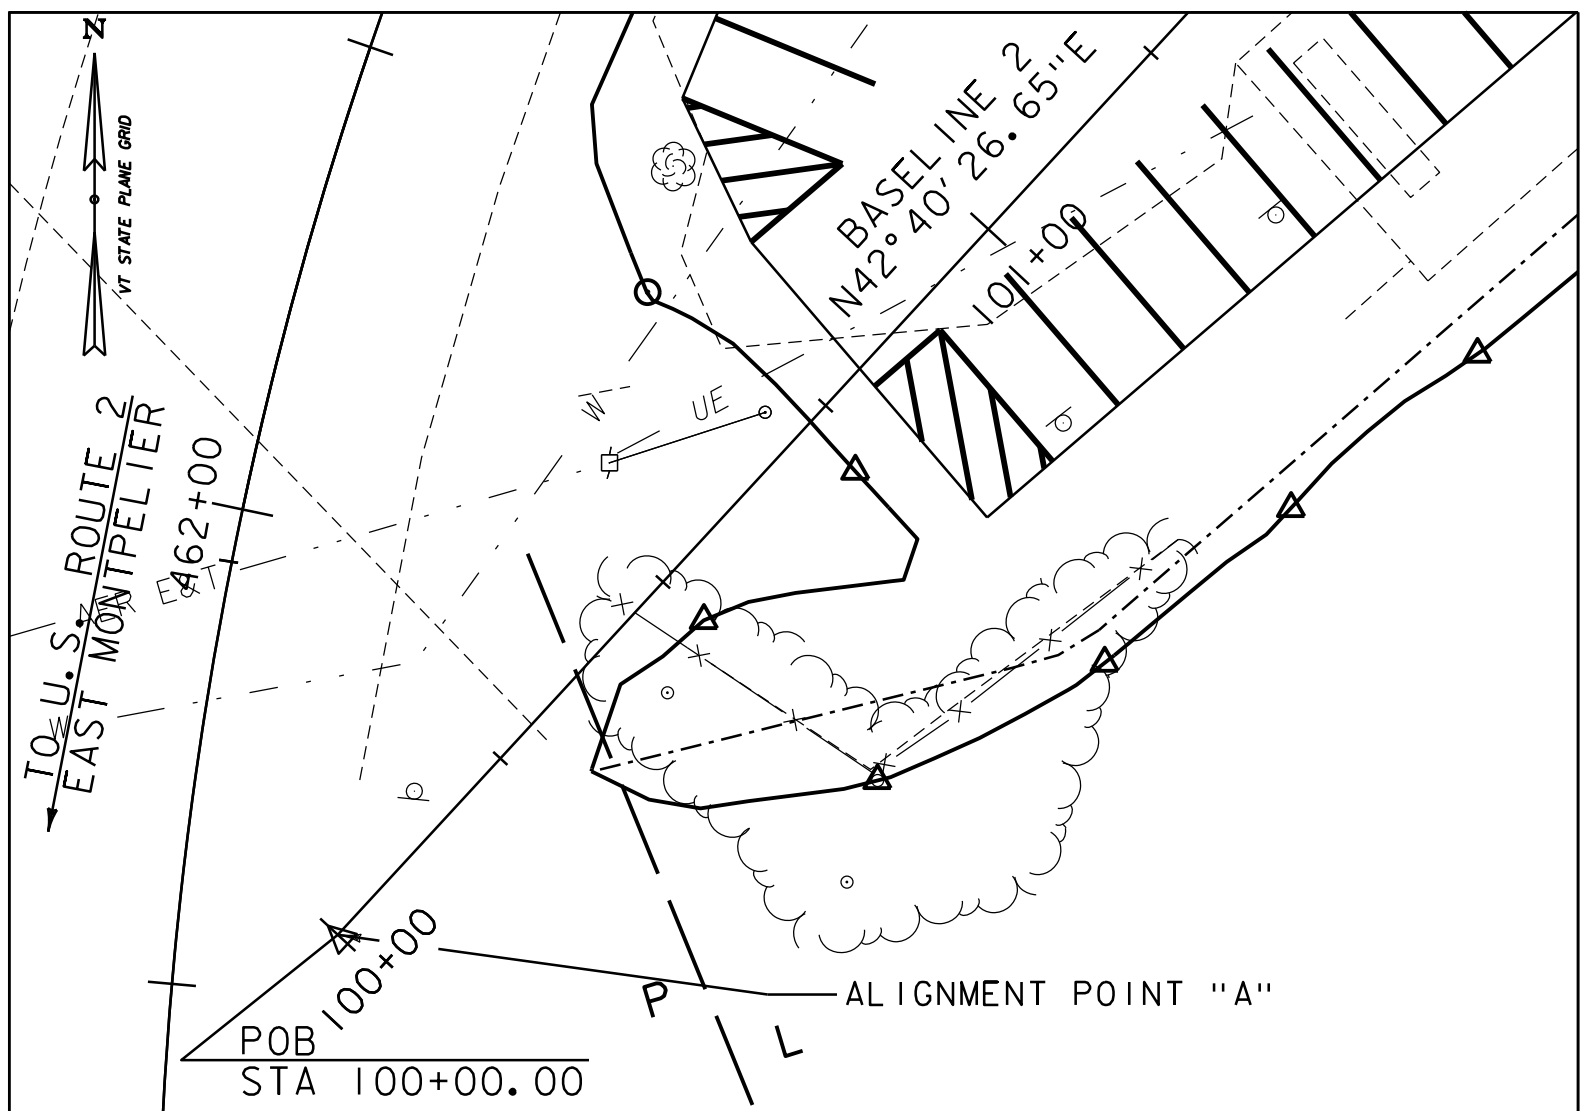 N
VT STATE PLANE GRID
BASELINE 2
N42°40'26.65"E
101+00
W
UE
TO U.S. ROUTE 2
EAST MONTPELIER
462+00
W
100+00
P
L
ALIGNMENT POINT "A"
POB
STA 100+00.00